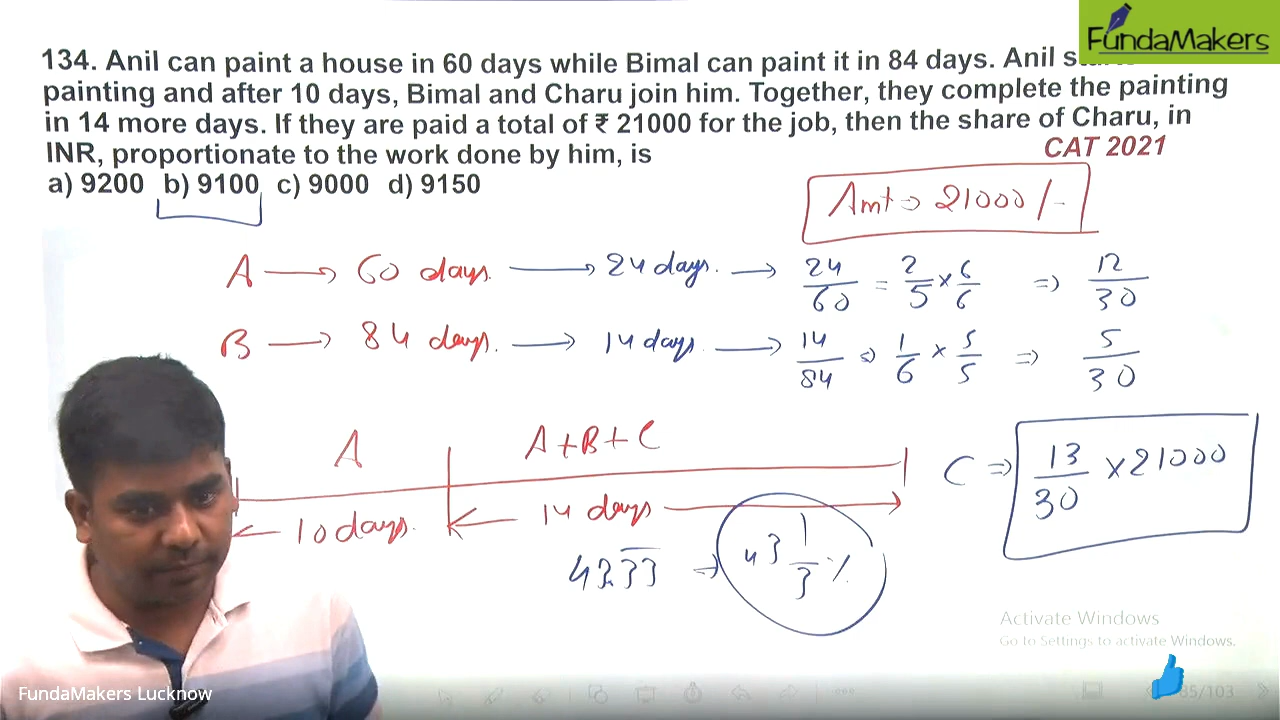 FundaMakers
134. Anil can paint a house in 60 days while Bimal can paint it in 84 days. Anil
painting and after 10 days, Bimal and Charu join him. Together, they complete the painting
in 14 more days. If they are paid a total of ₹ 21000 for the job, then the share of Charu, in
INR, proportionate to the work done by him, is
CAT 2021
a) 9200 b) 9100 c) 9000 d) 9150
Amt ⇒ 21000/-
A → 60 days. → 24 days. → 24/60 = 2/5 × 6/6 ⇒ 12/30
B → 84 days. → 14 days. → 14/84 ⇒ 1/6 × 5/5 ⇒ 5/30
A A+B+C
C ⇒ 13/30 × 21000
← 10 days. ← 14 days →
43.33 → 43 1/3 %
Activate Windows
Go to Settings to activate Windows.
FundaMakers Lucknow
85/103